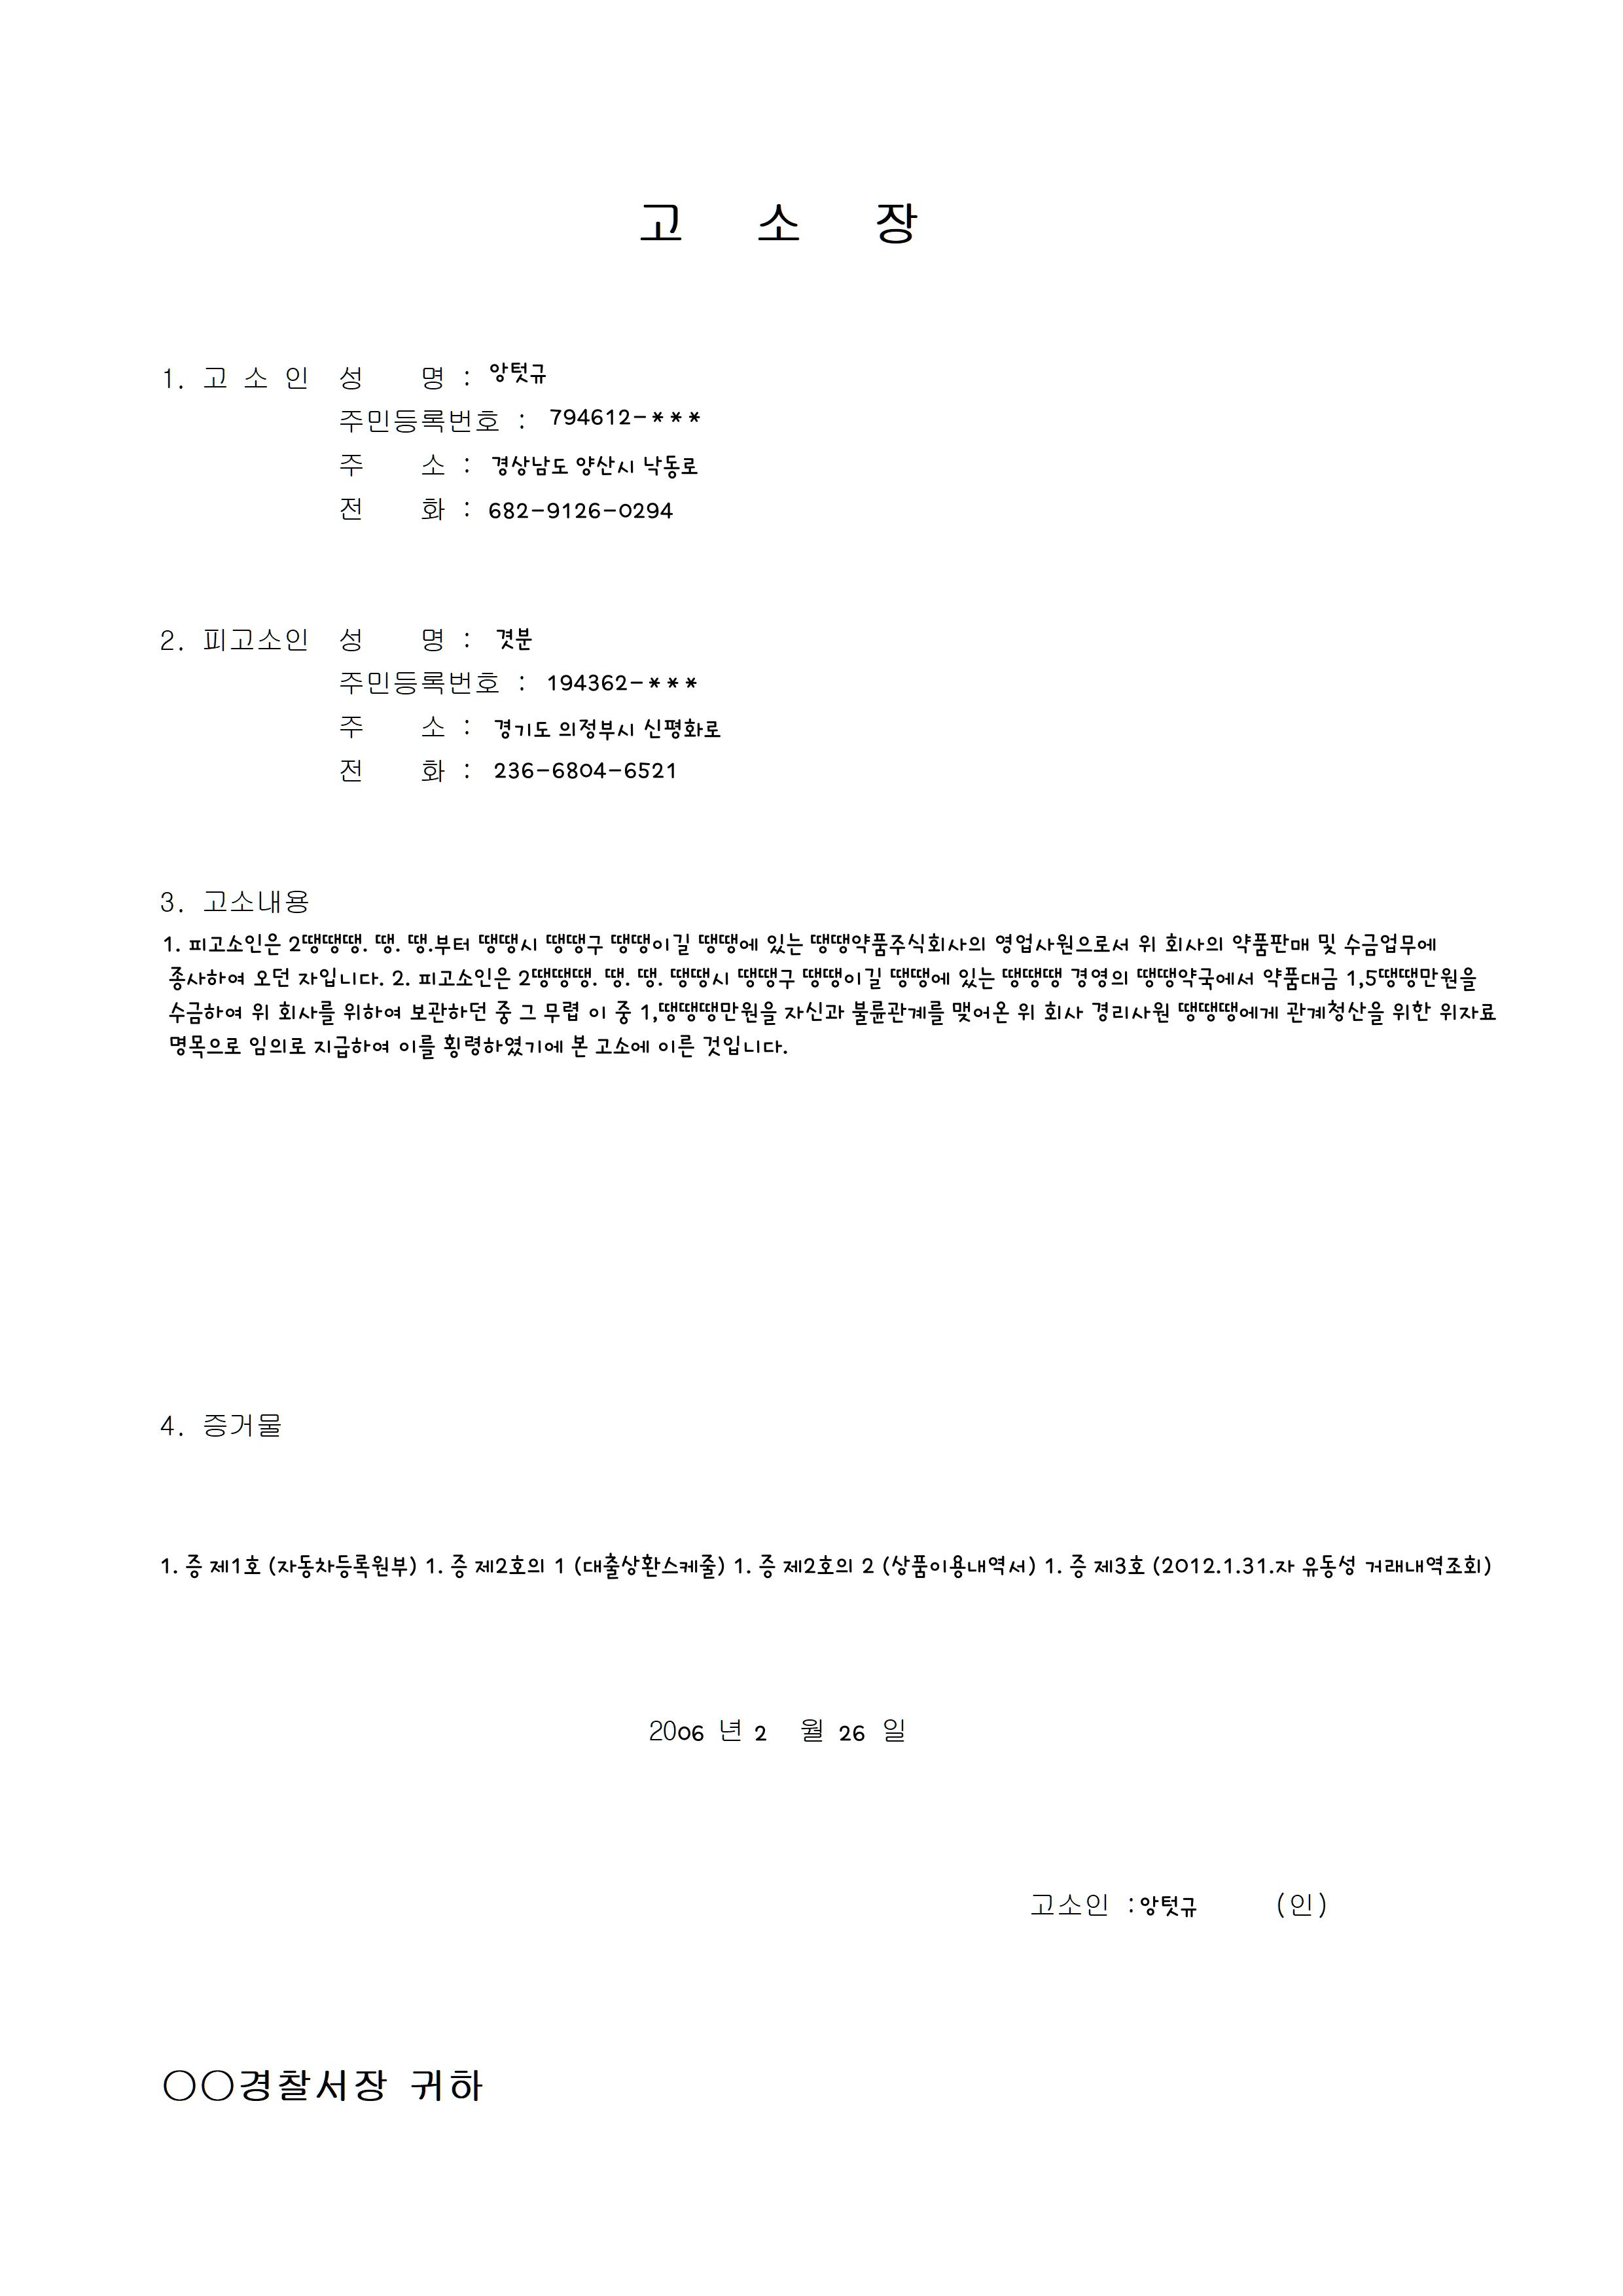 고 소 장
1. 고 소 인 성 명 : 앙텃규
주민등록번호 : 794612-***
주 소 : 경상남도 양산시 낙동로
전 화 : 682-9126-0294
2. 피고소인 성 명 : 겻분
주민등록번호 : 194362-***
주 소 : 경기도 의정부시 신평화로
전 화 : 236-6804-6521
3. 고소내용
1. 피고소인은 2땡땡땡. 땡. 땡.부터 땡땡시 땡땡구 땡땡이길 땡땡에 있는 땡땡약품주식회사의 영업사원으로서 위 회사의 약품판매 및 수금업무에
종사하여 오던 자입니다. 2. 피고소인은 2땡땡땡. 땡. 땡. 땡땡시 땡땡구 땡땡이길 땡땡에 있는 땡땡땡 경영의 땡땡약국에서 약품대금 1,5땡땡만원을
수금하여 위 회사를 위하여 보관하던 중 그 무렵 이 중 1,땡땡땡만원을 자신과 불륜관계를 맺어온 위 회사 경리사원 땡땡땡에게 관계청산을 위한 위자료
명목으로 임의로 지급하여 이를 횡령하였기에 본 고소에 이른 것입니다.
4. 증거물
1. 증 제1호 (자동차등록원부) 1. 증 제2호의 1 (대출상환스케줄) 1. 증 제2호의 2 (상품이용내역서) 1. 증 제3호 (2012.1.31.자 유동성 거래내역조회)
2006 년 2 월 26 일
고소인 :앙텃규 (인)
○○경찰서장 귀하